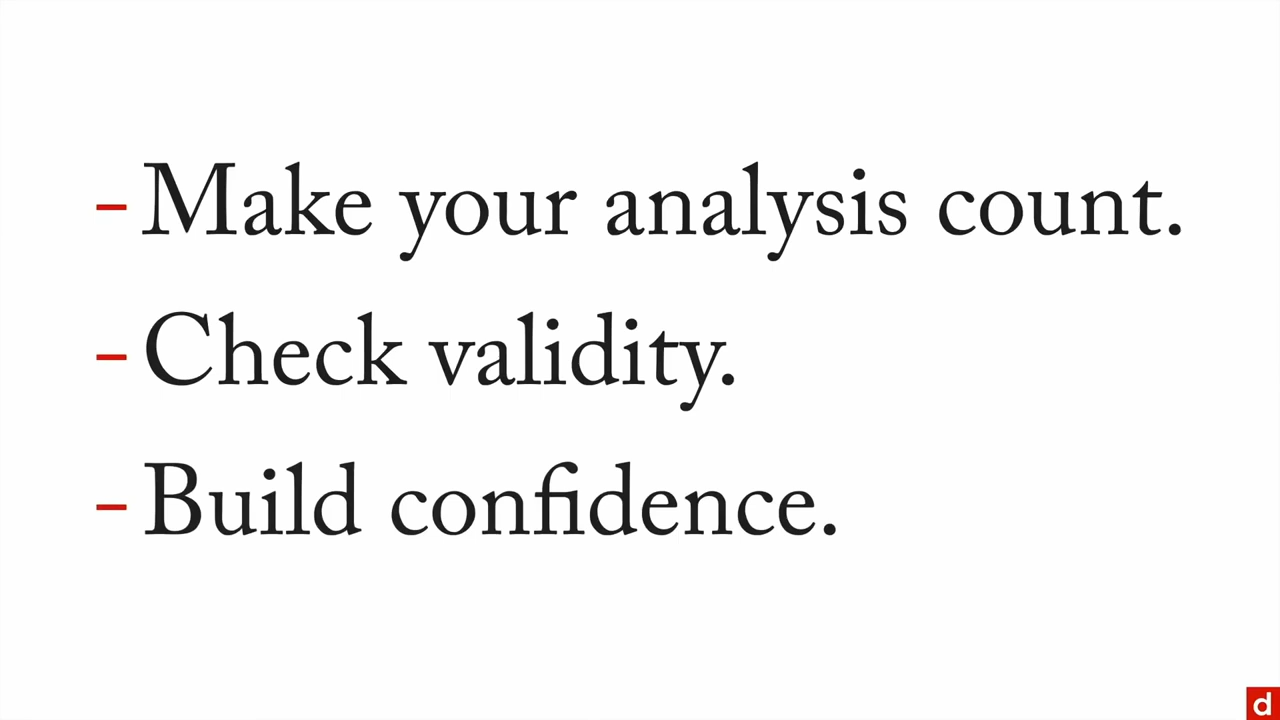 - Make your analysis count.
- Check validity.
- Build confidence.
d